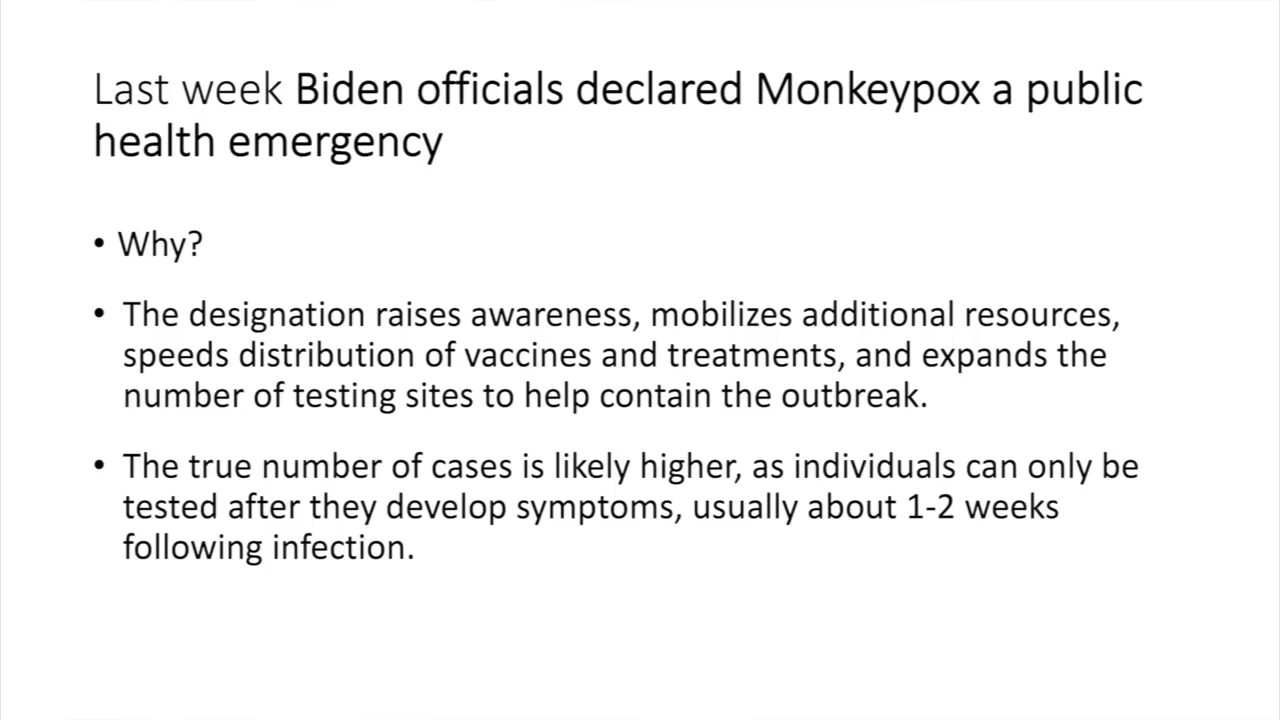 Last week Biden officials declared Monkeypox a public
health emergency
• Why?
• The designation raises awareness, mobilizes additional resources,
speeds distribution of vaccines and treatments, and expands the
number of testing sites to help contain the outbreak.
• The true number of cases is likely higher, as individuals can only be
tested after they develop symptoms, usually about 1-2 weeks
following infection.